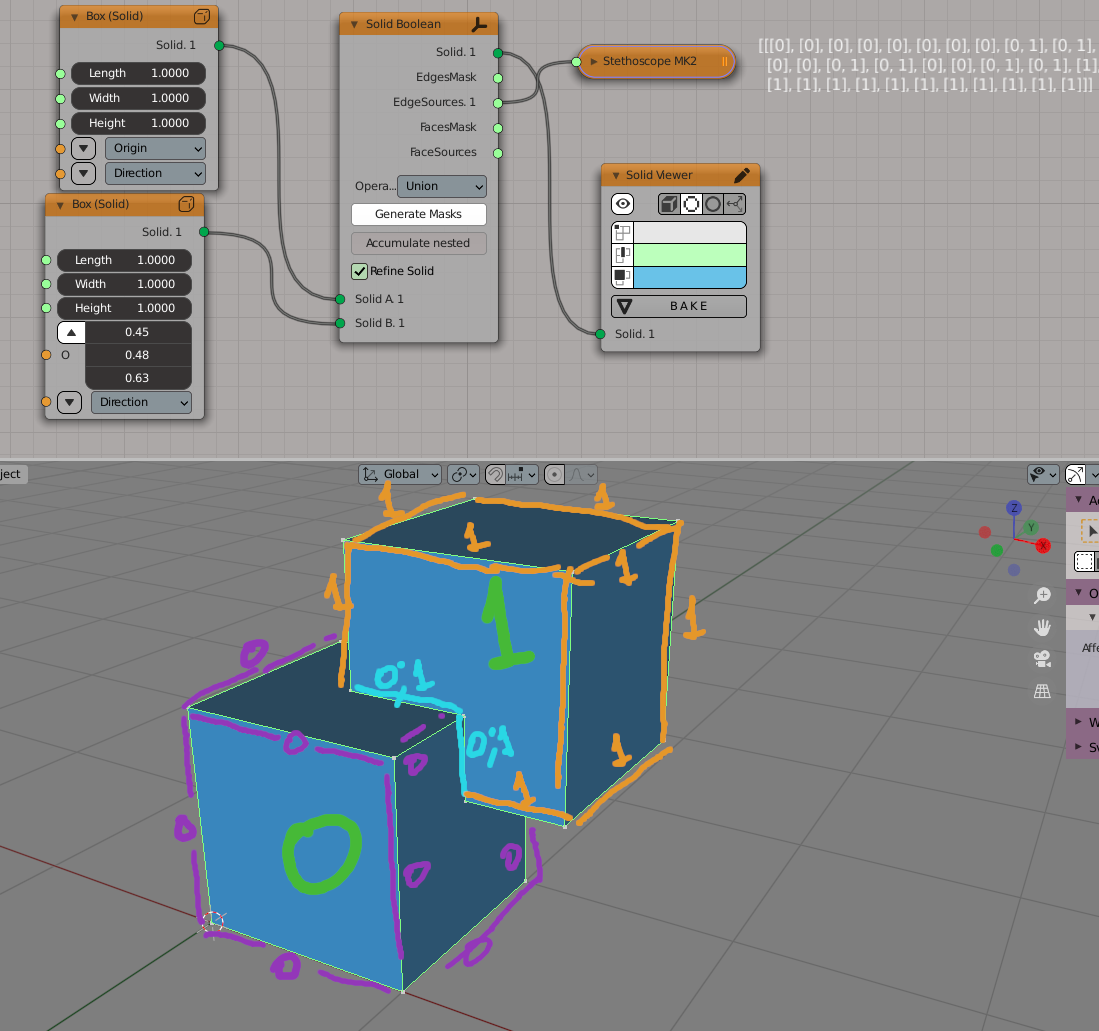 Box (Solid)
Solid. 1
Length 1.0000
Width 1.0000
Height 1.0000
Origin
Direction
Box (Solid)
Solid. 1
Length 1.0000
Width 1.0000
Height 1.0000
0.45
O 0.48
0.63
Direction
Solid Boolean
Solid. 1
EdgesMask
EdgeSources. 1
FacesMask
FaceSources
Opera... Union
Generate Masks
Accumulate nested
Refine Solid
Solid A. 1
Solid B. 1
Stethoscope MK2
[[[0], [0], [0], [0], [0], [0], [0], [0], [0, 1], [0, 1],
[0], [0], [0, 1], [0, 1], [0], [0], [0, 1], [0, 1], [1],
[1], [1], [1], [1], [1], [1], [1], [1], [1], [1], [1]]]
Solid Viewer
BAKE
Solid. 1
ject
Global
Z
Y
X
1
1
1
1
1
1
1
0
0;1
0;1
0
0
1
1
0
0
0
0
0
0
0
Affe